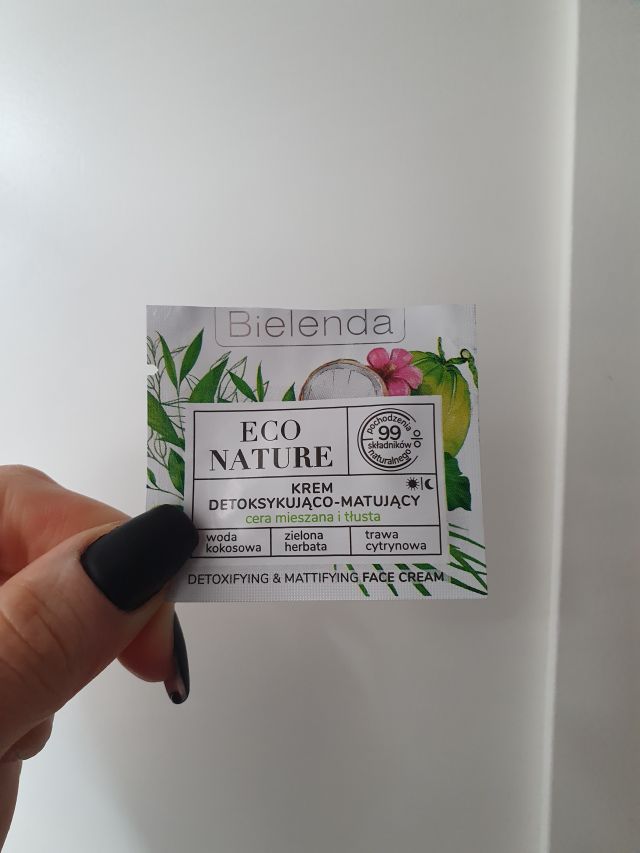 Bielenda
ECO
NATURE
pochodzenia
99
składników
%
naturalnego
KREM
DETOKSYKUJĄCO-MATUJĄCY
cera mieszana i tłusta
woda
kokosowa
zielona
herbata
trawa
cytrynowa
DETOXIFYING & MATTIFYING FACE CREAM